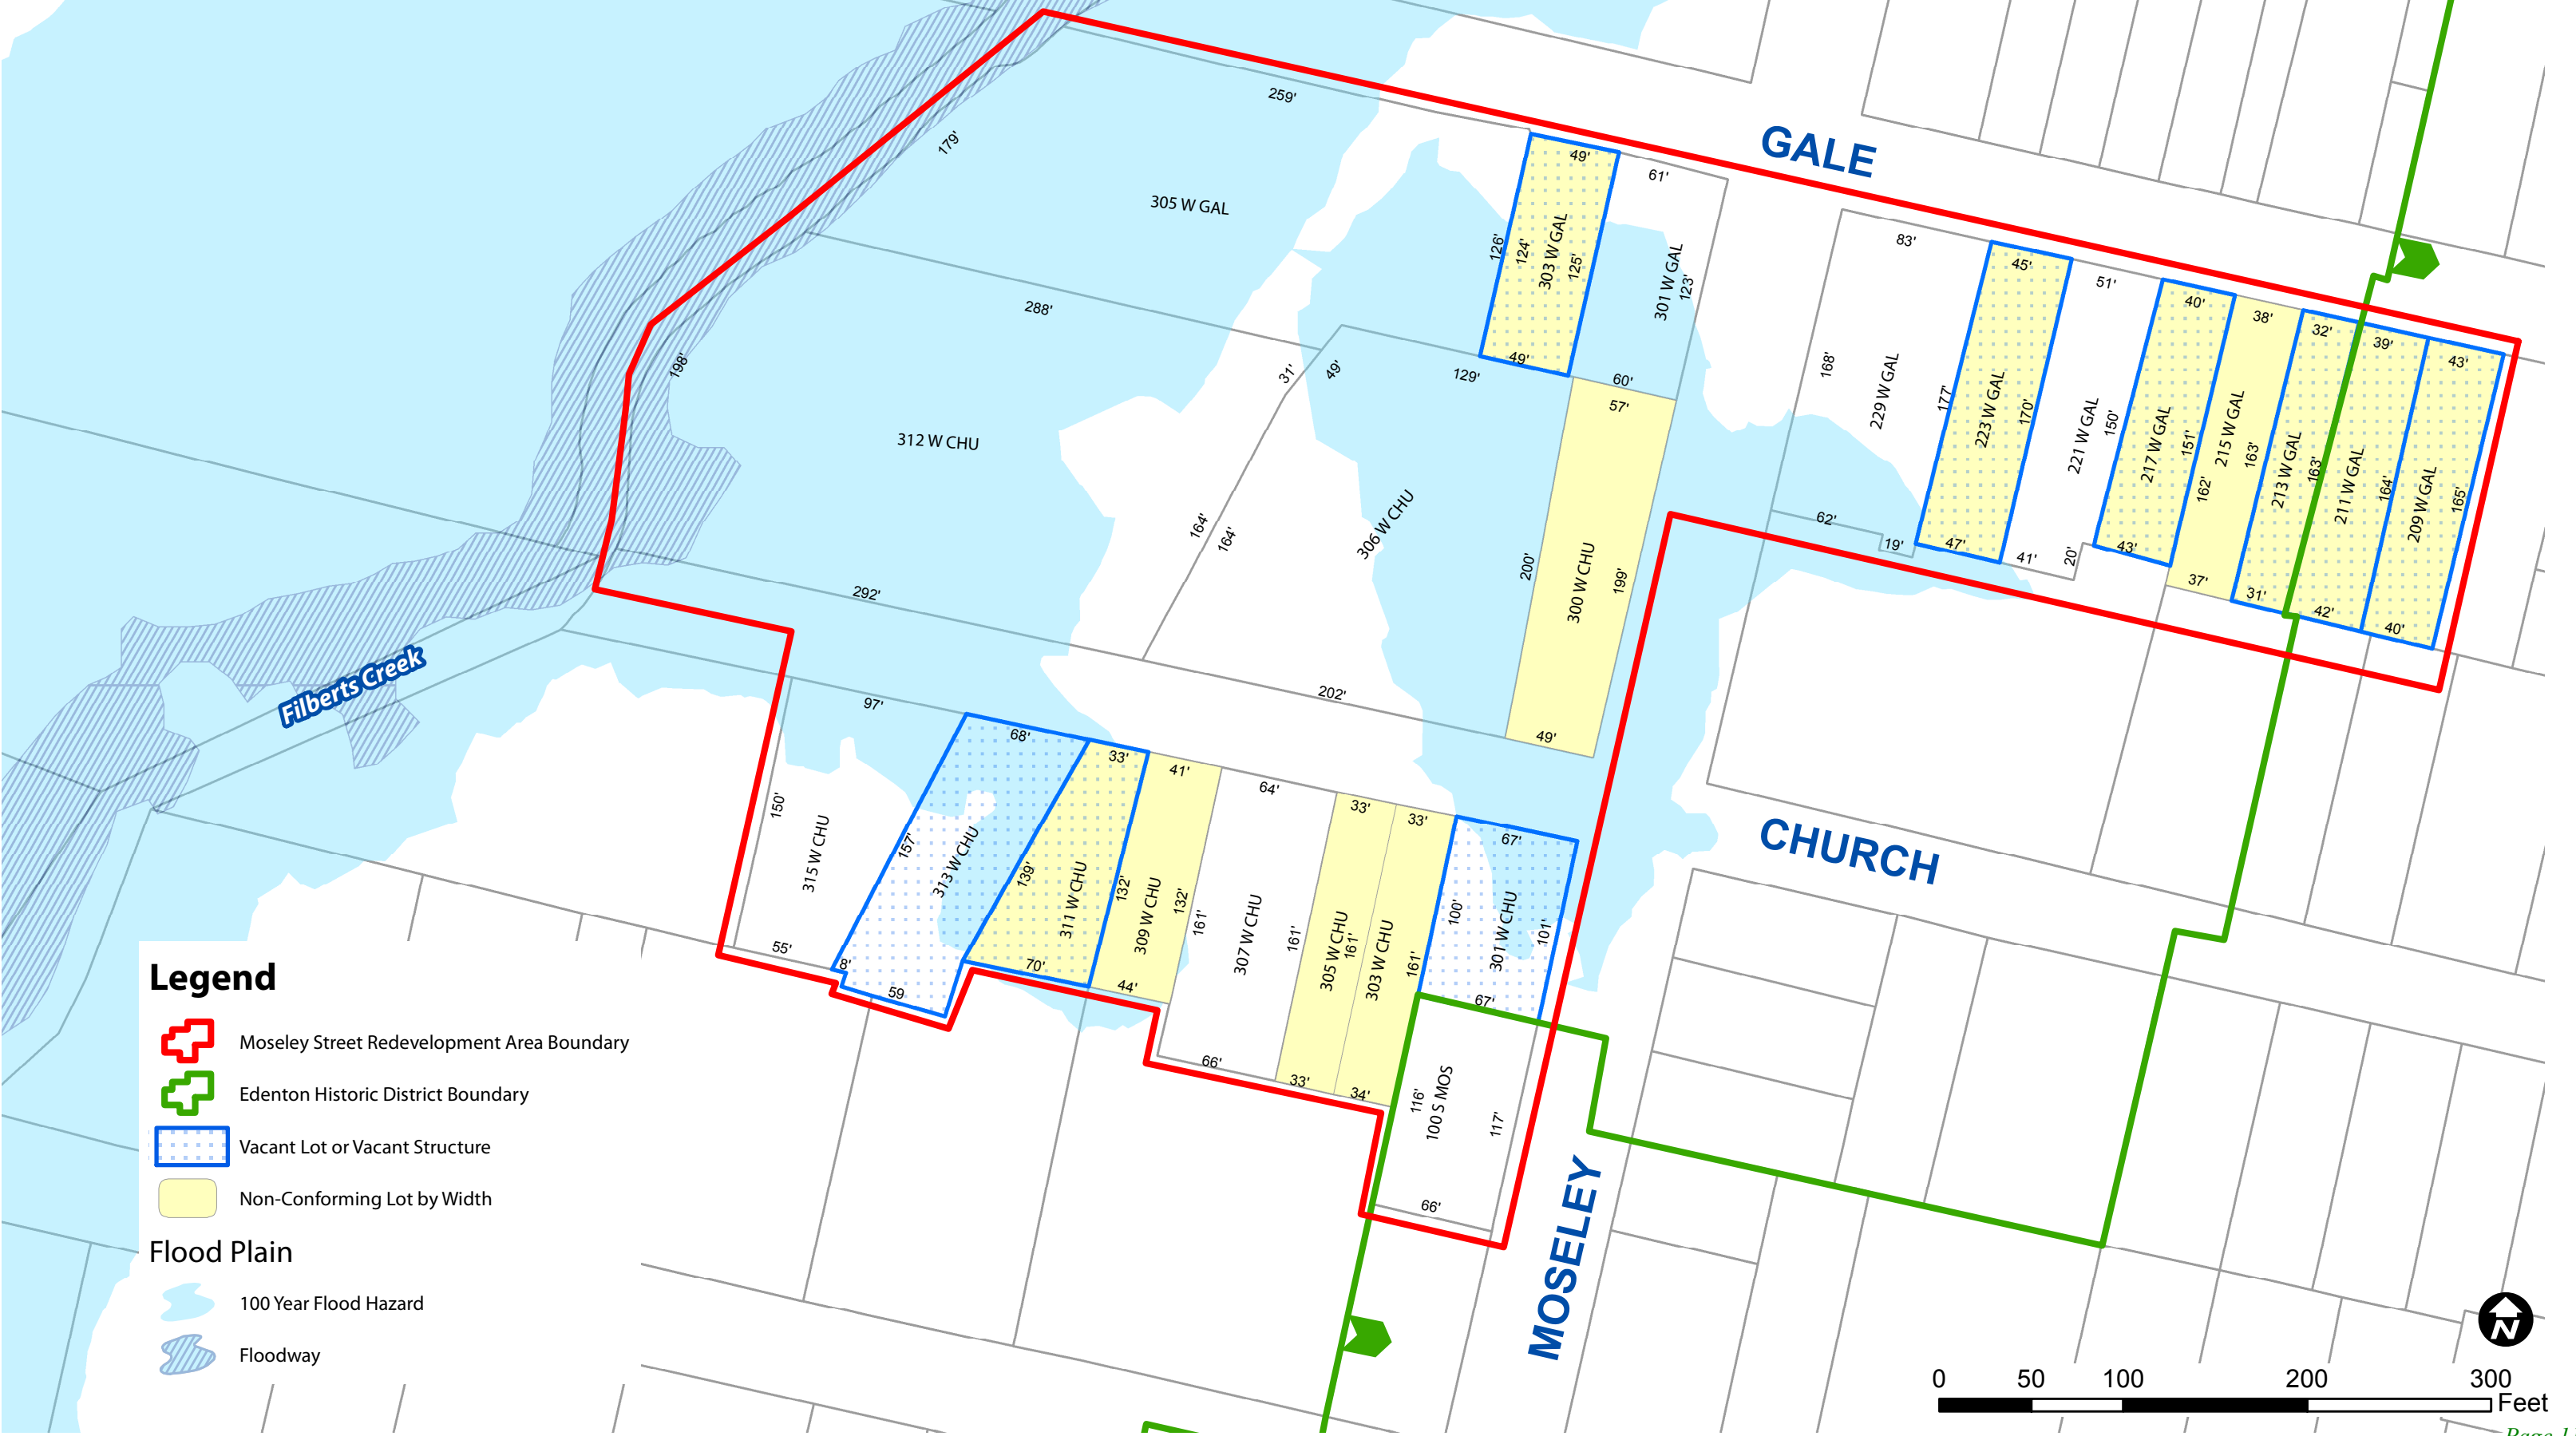 259'
179'
305 W GAL
288'
198'
312 W CHU
31'
49'
129'
164'
164'
306 W CHU
292'
202'
49'
126'
124'
303 W GAL
125'
49'
61'
301 W GAL
123'
60'
57'
200'
300 W CHU
199'
49'
GALE
83'
168'
229 W GAL
62'
19'
45'
177'
223 W GAL
170'
47'
51'
221 W GAL
150'
41'
20'
40'
217 W GAL
151'
43'
38'
162'
215 W GAL
163'
37'
32'
213 W GAL
163'
31'
39'
211 W GAL
164'
42'
43'
209 W GAL
165'
40'
Filberts Creek
97'
150'
315 W CHU
55'
68'
157'
313 W CHU
8'
59
33'
139'
311 W CHU
132'
70'
41'
309 W CHU
132'
44'
64'
161'
307 W CHU
161'
66'
33'
305 W CHU
161'
33'
33'
303 W CHU
161'
34'
67'
100'
301 W CHU
101'
67'
116'
100 S MOS
117'
66'
CHURCH
MOSELEY
Legend
Moseley Street Redevelopment Area Boundary
Edenton Historic District Boundary
Vacant Lot or Vacant Structure
Non-Conforming Lot by Width
Flood Plain
100 Year Flood Hazard
Floodway
N
0 50 100 200 300
Feet